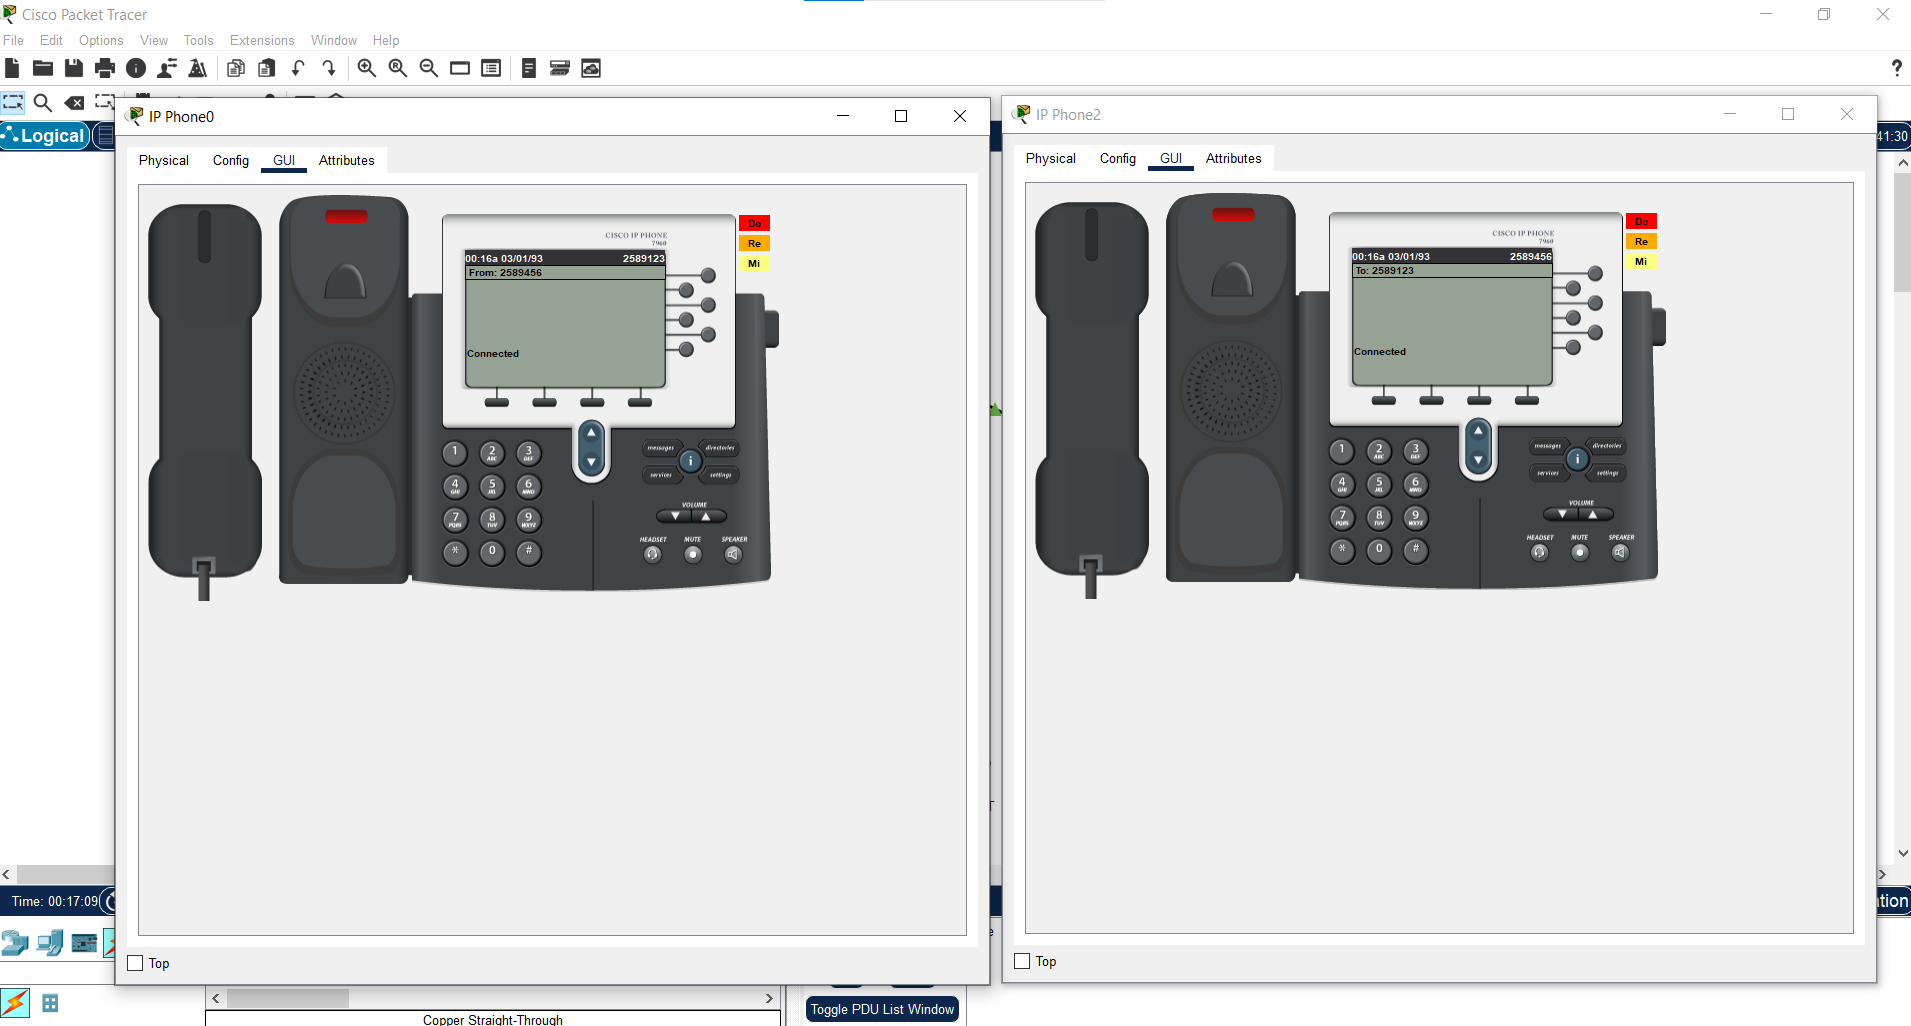 Cisco Packet Tracer
File Edit Options View Tools Extensions Window Help
?
Logical
41:30
IP Phone0
Physical Config GUI Attributes
CISCO IP PHONE
7960
00:16a 03/01/93 2589123
From: 2589456
Connected
Do
Re
Mi
1 2 ABC 3 DEF
4 GHI 5 JKL 6 MNO
7 PQRS 8 TUV 9 WXYZ
* 0 #
messages directories
i
services settings
VOLUME
HEADSET MUTE SPEAKER
Top
IP Phone2
Physical Config GUI Attributes
CISCO IP PHONE
7960
00:16a 03/01/93 2589456
To: 2589123
Connected
Do
Re
Mi
1 2 ABC 3 DEF
4 GHI 5 JKL 6 MNO
7 PQRS 8 TUV 9 WXYZ
* 0 #
messages directories
i
services settings
VOLUME
HEADSET MUTE SPEAKER
Top
Time: 00:17:09
tion
Toggle PDU List Window
Copper Straight-Through